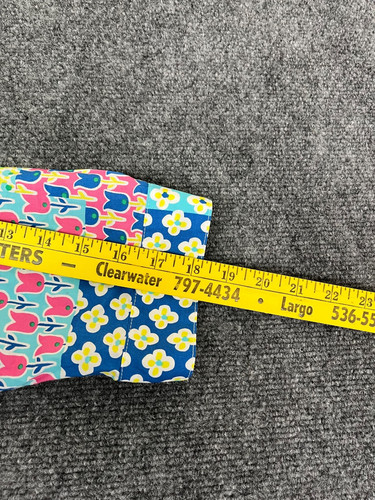 13 14 15 16 17 18 19 20 21 22 23
TERS — Clearwater 797-4434 • Largo 536-55